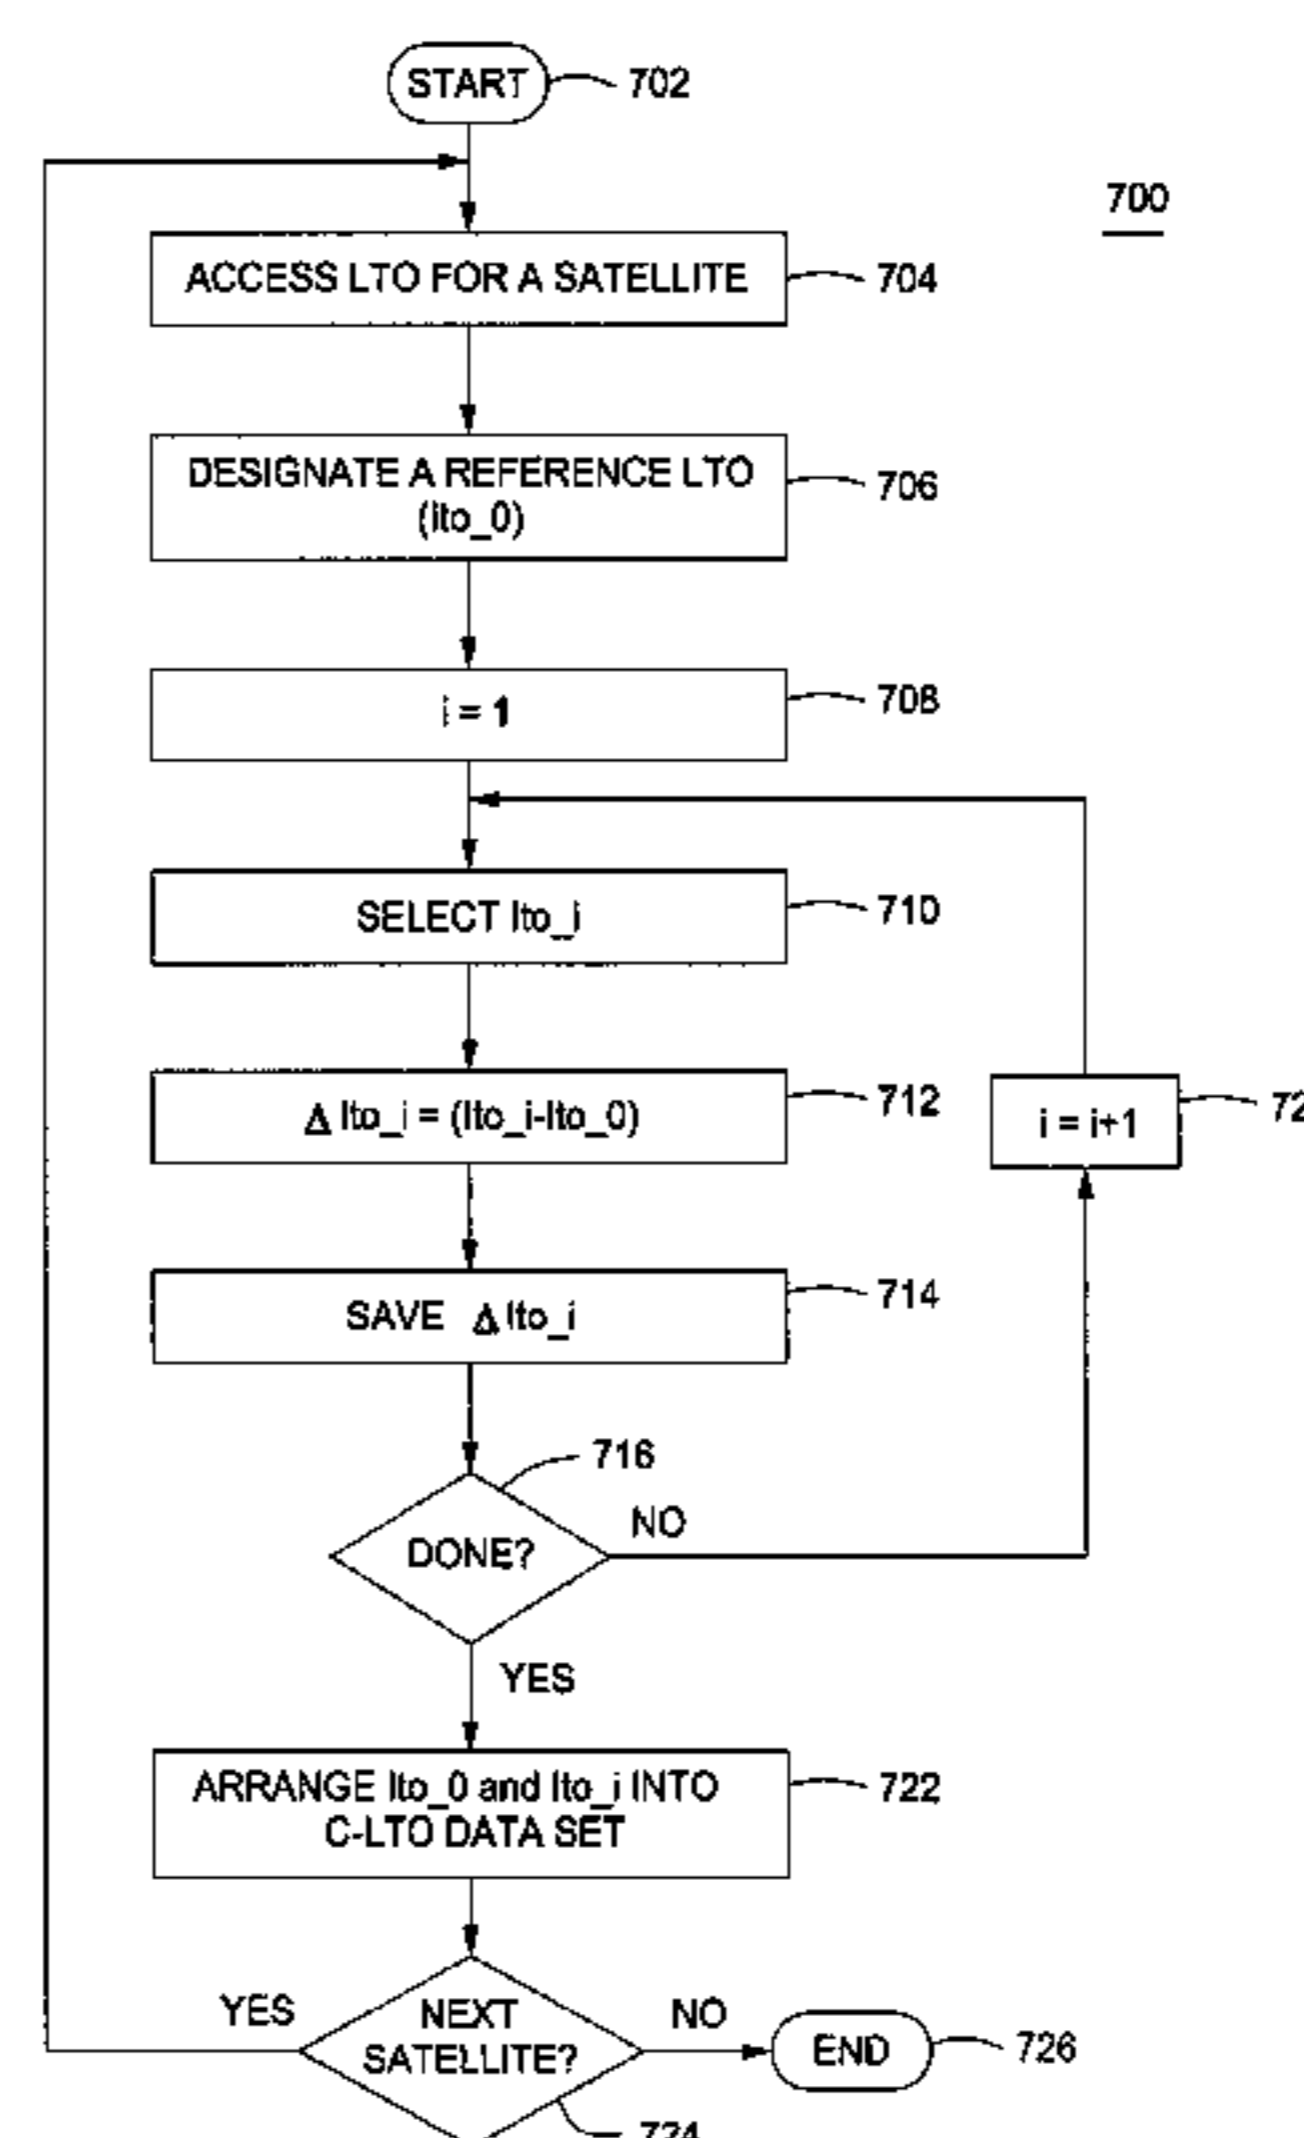 START
702
700
ACCESS LTO FOR A SATELLITE
704
DESIGNATE A REFERENCE LTO
(lto_0)
706
i = 1
708
SELECT lto_i
710
Δ lto_i = (lto_i-lto_0)
712
i = i+1
SAVE Δ lto_i
714
716
DONE?
NO
YES
ARRANGE lto_0 and lto_i INTO
C-LTO DATA SET
722
YES
NEXT
SATELLITE?
NO
END
726
724